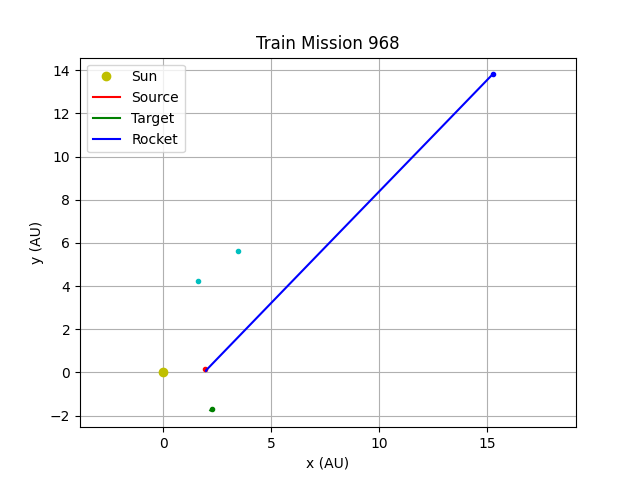 Train Mission 968
Sun
Source
Target
Rocket
14
12
10
8
6
4
2
0
−2
0
5
10
15
y (AU)
x (AU)